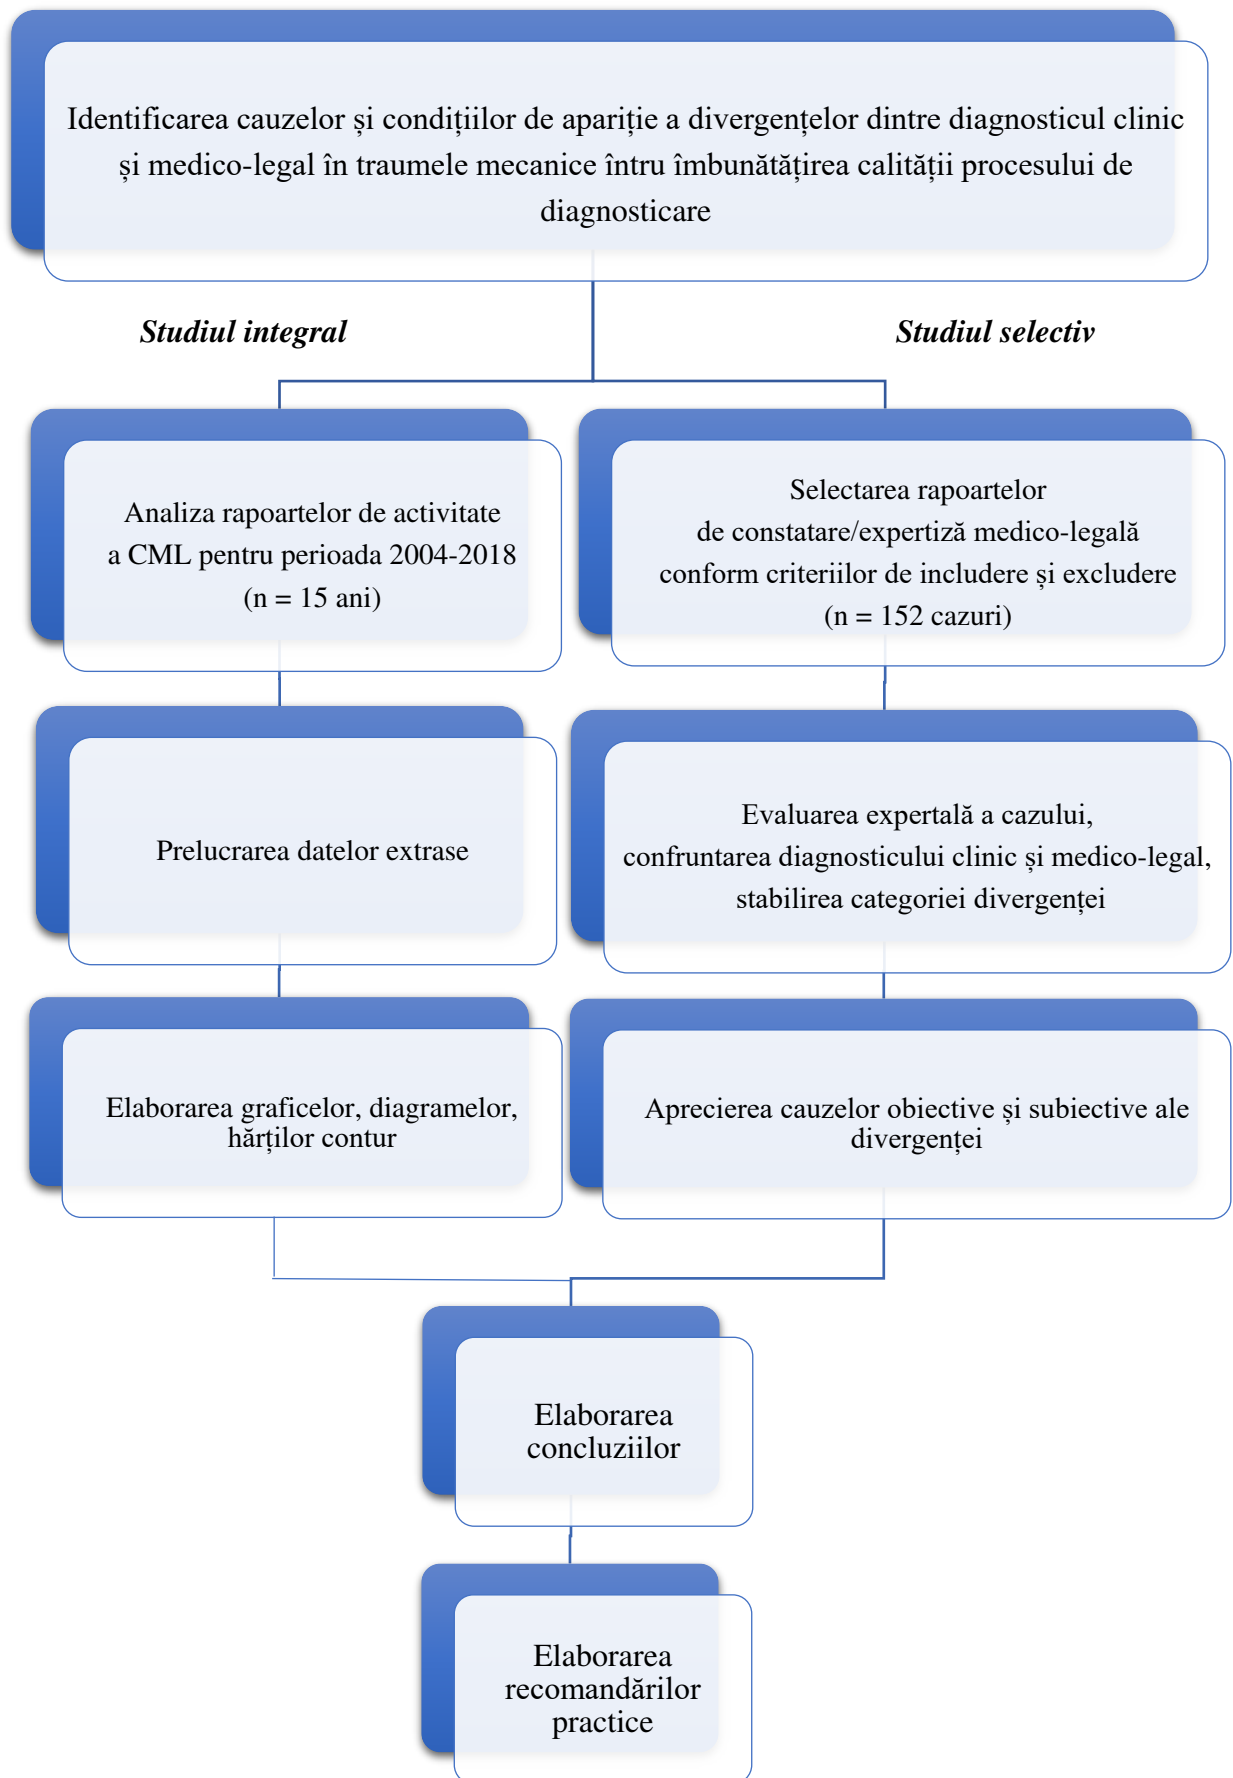 Identificarea cauzelor și condițiilor de apariție a divergențelor dintre diagnosticul clinic
și medico-legal în traumele mecanice întru îmbunătățirea calității procesului de
diagnosticare
Studiul integral
Studiul selectiv
Analiza rapoartelor de activitate
a CML pentru perioada 2004-2018
(n = 15 ani)
Selectarea rapoartelor
de constatare/expertiză medico-legală
conform criteriilor de includere și excludere
(n = 152 cazuri)
Prelucrarea datelor extrase
Evaluarea expertală a cazului,
confruntarea diagnosticului clinic și medico-legal,
stabilirea categoriei divergenței
Elaborarea graficelor, diagramelor,
hărților contur
Aprecierea cauzelor obiective și subiective ale
divergenței
Elaborarea
concluziilor
Elaborarea
recomandărilor
practice